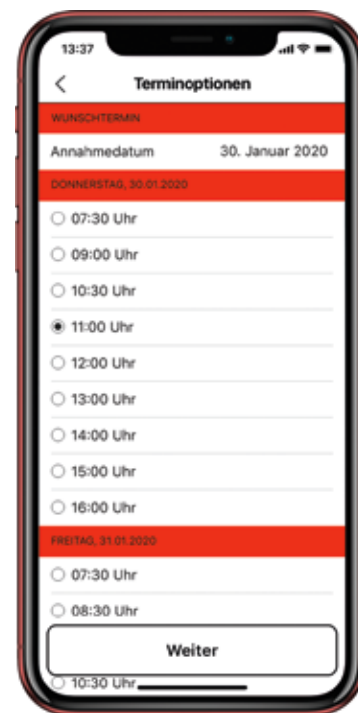 13:37
Terminoptionen
WUNSCHTERMIN
Annahmedatum 30. Januar 2020
DONNERSTAG, 30.01.2020
07:30 Uhr
09:00 Uhr
10:30 Uhr
11:00 Uhr
12:00 Uhr
13:00 Uhr
14:00 Uhr
15:00 Uhr
16:00 Uhr
FREITAG, 31.01.2020
07:30 Uhr
08:30 Uhr
Weiter
10:30 Uhr